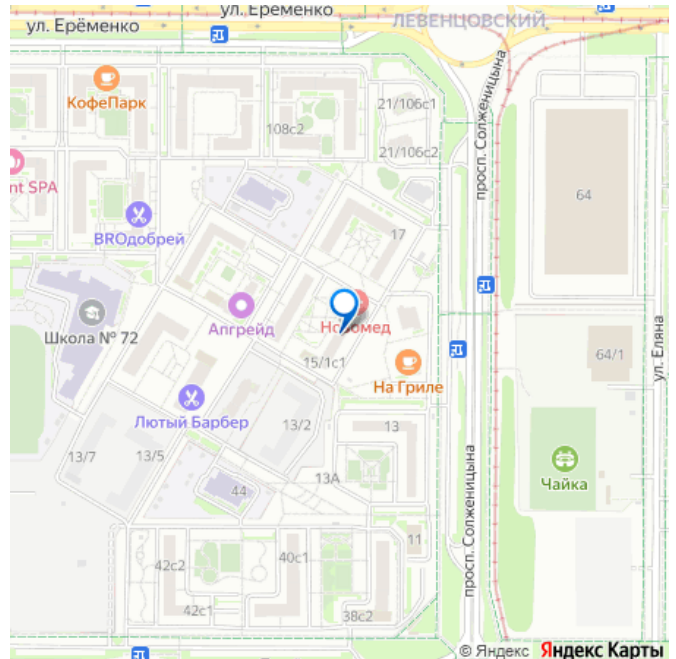 ул. Еременко
ЛЕВЕНЦОВСКИЙ
ул. Ерёменко
КофеПарк
21/106с1
108с2
21/106с2
просп. Солженицына
nt SPA
64
17
BROдобрей
Апгрейд
Новомед
Школа № 72
15/1с1
64/1
ул. Еляна
На Гриле
Лютый Барбер
13/2
13
13/7
13/5
13А
44
Чайка
11
просп. Солженицына
40с1
42с2
42с1
38с2
© Яндекс Яндекс Карты